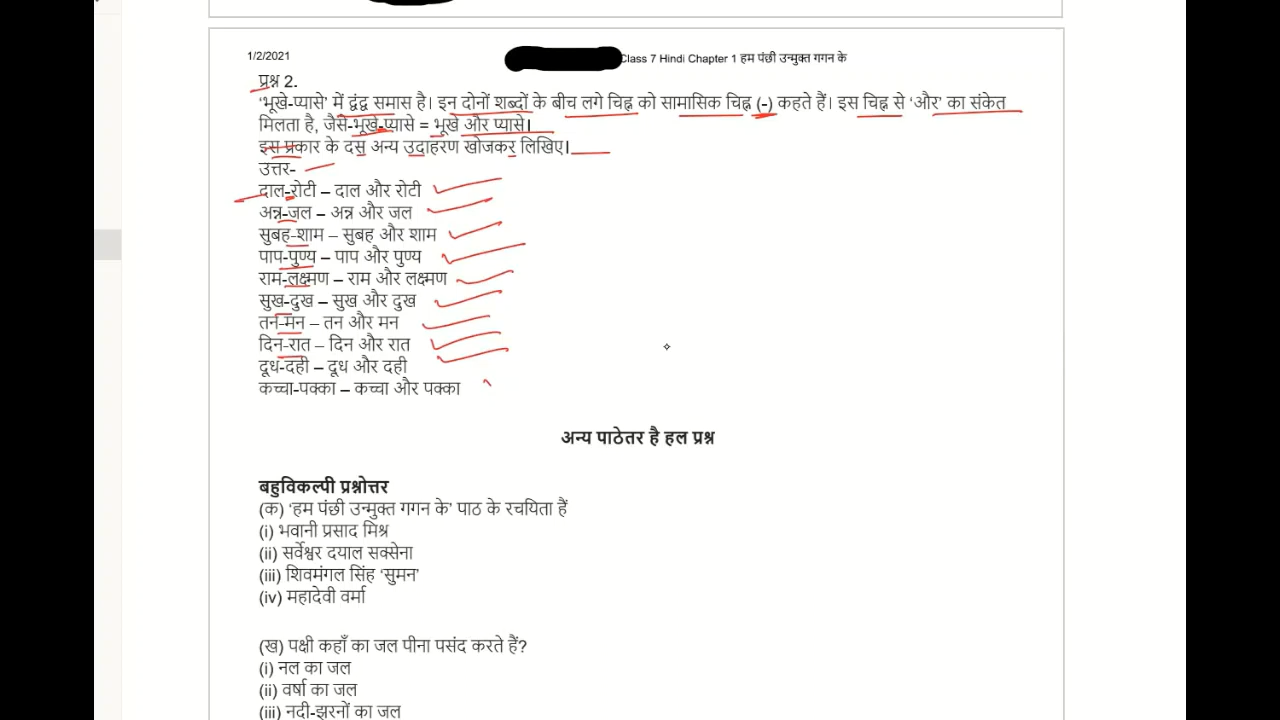 1/2/2021
Class 7 Hindi Chapter 1 हम पंछी उन्मुक्त गगन के
प्रश्न 2.
'भूखे-प्यासे' में द्वंद्व समास है। इन दोनों शब्दों के बीच लगे चिह्न को सामासिक चिह्न (-) कहते हैं। इस चिह्न से 'और' का संकेत
मिलता है, जैसे-भूखे-प्यासे = भूखे और प्यासे।
इस प्रकार के दस अन्य उदाहरण खोजकर लिखिए।
उत्तर-
दाल-रोटी – दाल और रोटी
अन्न-जल – अन्न और जल
सुबह-शाम – सुबह और शाम
पाप-पुण्य – पाप और पुण्य
राम-लक्ष्मण – राम और लक्ष्मण
सुख-दुख – सुख और दुख
तन-मन – तन और मन
दिन-रात – दिन और रात
दूध-दही – दूध और दही
कच्चा-पक्का – कच्चा और पक्का
अन्य पाठेतर है हल प्रश्न
बहुविकल्पी प्रश्नोत्तर
(क) 'हम पंछी उन्मुक्त गगन के' पाठ के रचयिता हैं
(i) भवानी प्रसाद मिश्र
(ii) सर्वेश्वर दयाल सक्सेना
(iii) शिवमंगल सिंह 'सुमन'
(iv) महादेवी वर्मा
(ख) पक्षी कहाँ का जल पीना पसंद करते हैं?
(i) नल का जल
(ii) वर्षा का जल
(iii) नदी-झरनों का जल